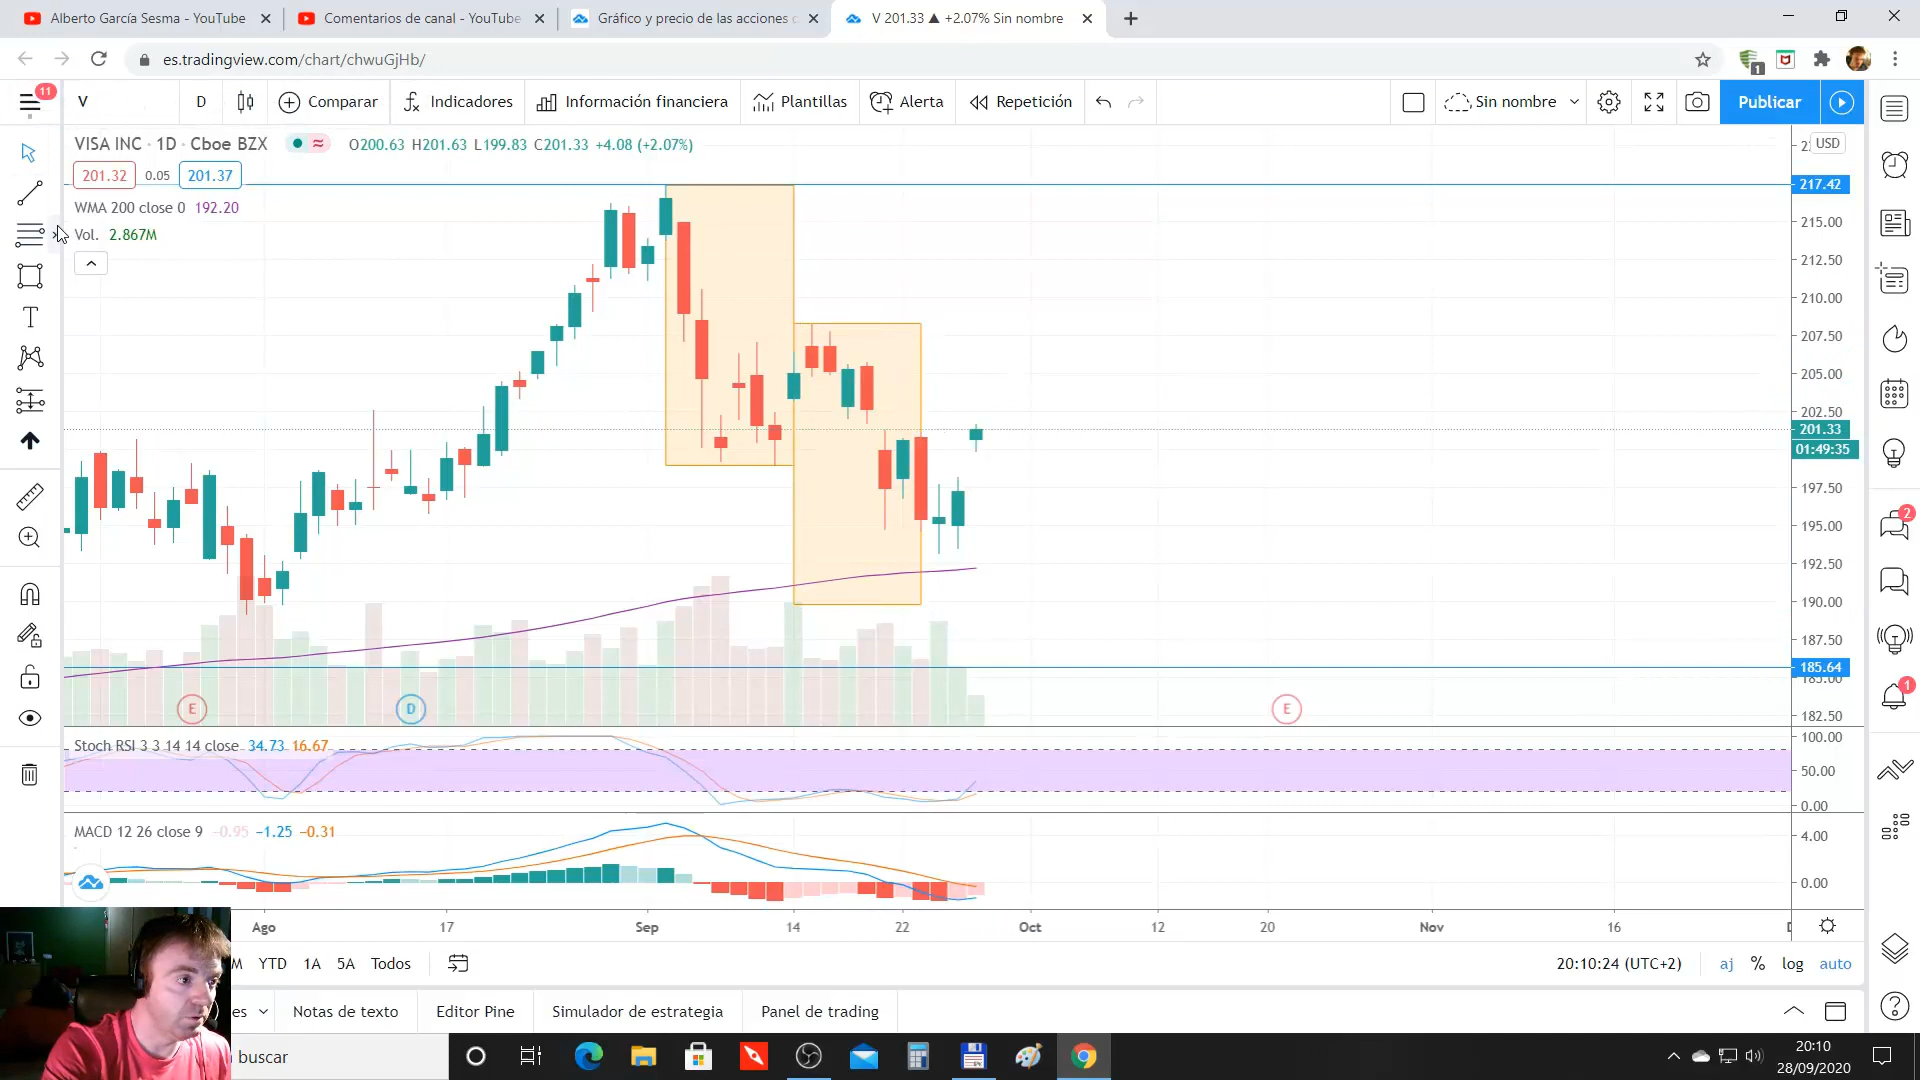 Alberto García Sesma - YouTube
Comentarios de canal - YouTube
Gráfico y precio de las acciones
V 201.33 ▲ +2.07% Sin nombre
es.tradingview.com/chart/chwuGjHb/
1
11
V
D
Comparar
Indicadores
Información financiera
Plantillas
Alerta
Repetición
Sin nombre
Publicar
VISA INC · 1D · Cboe BZX
O200.63 H201.63 L199.83 C201.33 +4.08 (+2.07%)
USD
201.32
0.05
201.37
217.42
WMA 200 close 0 192.20
215.00
Vol. 2.867M
212.50
210.00
207.50
205.00
202.50
201.33
01:49:35
197.50
195.00
192.50
190.00
187.50
185.64
185.00
182.50
E
D
E
2
1
Stoch RSI 3 3 14 14 close 34.73 16.67
100.00
50.00
0.00
MACD 12 26 close 9 -0.95 -1.25 -0.31
4.00
0.00
Ago
17
Sep
14
22
Oct
12
20
Nov
16
M
YTD
1A
5A
Todos
20:10:24 (UTC+2)
aj
%
log
auto
es
Notas de texto
Editor Pine
Simulador de estrategia
Panel de trading
buscar
20:10
28/09/2020